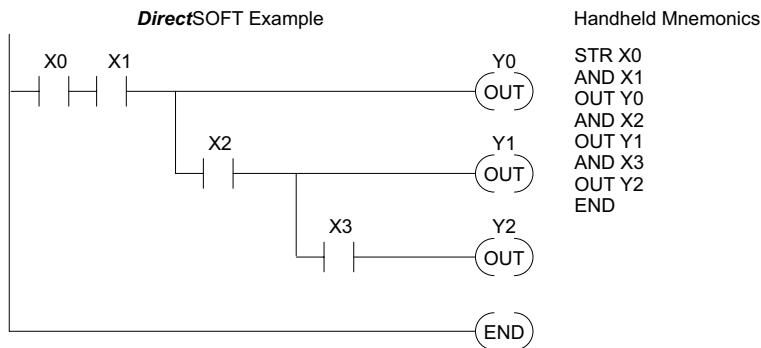 DirectSOFT Example
Handheld Mnemonics
X0 X1 Y0
OUT
X2 Y1
OUT
X3 Y2
OUT
END
STR X0
AND X1
OUT Y0
AND X2
OUT Y1
AND X3
OUT Y2
END